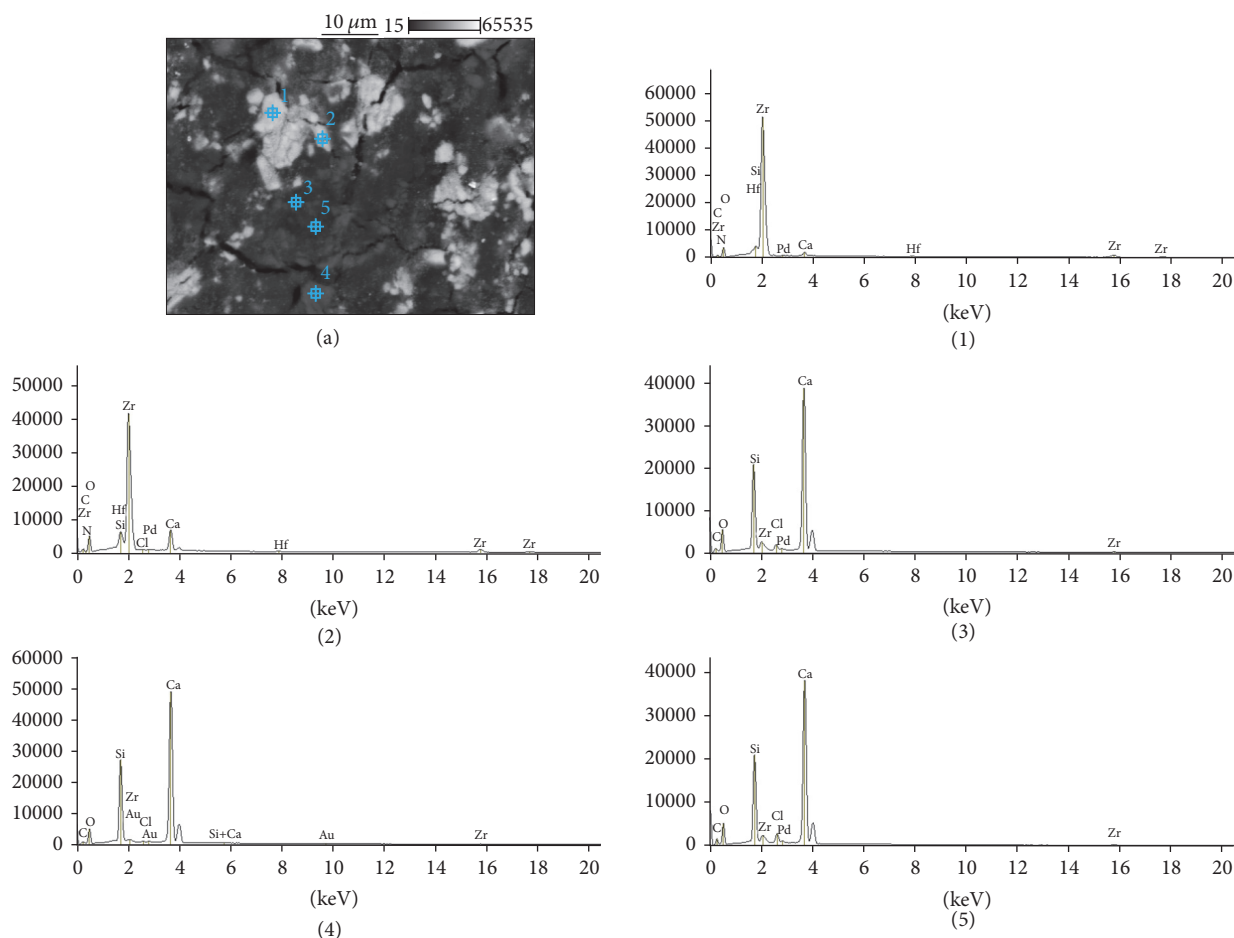 10 μm 15 65535
1
2
3
5
4
(a)
60000
50000
40000
30000
20000
10000
0
Zr
Si
Hf
O
C
Zr
N
Pd
Ca
Hf
Zr
Zr
0 2 4 6 8 10 12 14 16 18 20
(keV)
(1)
50000
40000
30000
20000
10000
0
Zr
O
C
Zr
N
Hf
Si
Pd
Cl
Ca
Hf
Zr
Zr
0 2 4 6 8 10 12 14 16 18 20
(keV)
(2)
40000
30000
20000
10000
0
Ca
Si
O
C
Zr
Cl
Pd
Zr
0 2 4 6 8 10 12 14 16 18 20
(keV)
(3)
60000
50000
40000
30000
20000
10000
0
Ca
Si
Zr
Au
O
C
Cl
Au
Si+Ca
Au
Zr
0 2 4 6 8 10 12 14 16 18 20
(keV)
(4)
40000
30000
20000
10000
0
Ca
Si
O
C
Zr
Cl
Pd
Zr
0 2 4 6 8 10 12 14 16 18 20
(keV)
(5)